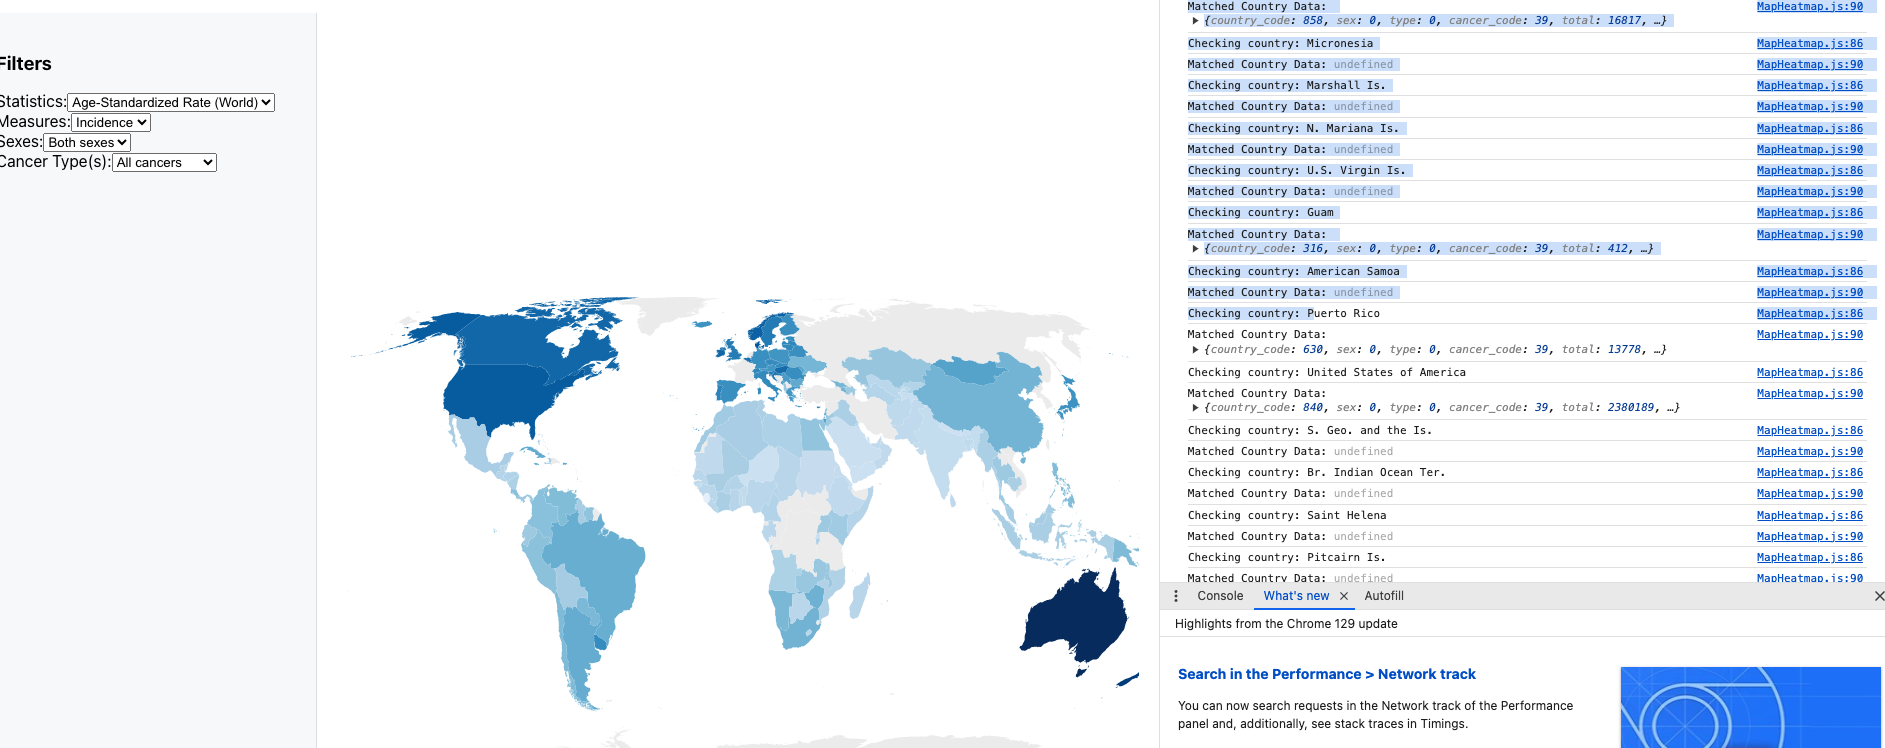 Filters
Statistics: Age-Standardized Rate (World)
Measures: Incidence
Sexes: Both sexes
Cancer Type(s): All cancers
Matched Country Data: MapHeatmap.js:90
{country_code: 858, sex: 0, type: 0, cancer_code: 39, total: 16817, …}
Checking country: Micronesia MapHeatmap.js:86
Matched Country Data: undefined MapHeatmap.js:90
Checking country: Marshall Is. MapHeatmap.js:86
Matched Country Data: undefined MapHeatmap.js:90
Checking country: N. Mariana Is. MapHeatmap.js:86
Matched Country Data: undefined MapHeatmap.js:90
Checking country: U.S. Virgin Is. MapHeatmap.js:86
Matched Country Data: undefined MapHeatmap.js:90
Checking country: Guam MapHeatmap.js:86
Matched Country Data: MapHeatmap.js:90
{country_code: 316, sex: 0, type: 0, cancer_code: 39, total: 412, …}
Checking country: American Samoa MapHeatmap.js:86
Matched Country Data: undefined MapHeatmap.js:90
Checking country: Puerto Rico MapHeatmap.js:86
Matched Country Data: MapHeatmap.js:90
{country_code: 630, sex: 0, type: 0, cancer_code: 39, total: 13778, …}
Checking country: United States of America MapHeatmap.js:86
Matched Country Data: MapHeatmap.js:90
{country_code: 840, sex: 0, type: 0, cancer_code: 39, total: 2380189, …}
Checking country: S. Geo. and the Is. MapHeatmap.js:86
Matched Country Data: undefined MapHeatmap.js:90
Checking country: Br. Indian Ocean Ter. MapHeatmap.js:86
Matched Country Data: undefined MapHeatmap.js:90
Checking country: Saint Helena MapHeatmap.js:86
Matched Country Data: undefined MapHeatmap.js:90
Checking country: Pitcairn Is. MapHeatmap.js:86
Matched Country Data: undefined MapHeatmap.js:90
Console What's new Autofill
Highlights from the Chrome 129 update
Search in the Performance > Network track
You can now search requests in the Network track of the Performance
panel and, additionally, see stack traces in Timings.